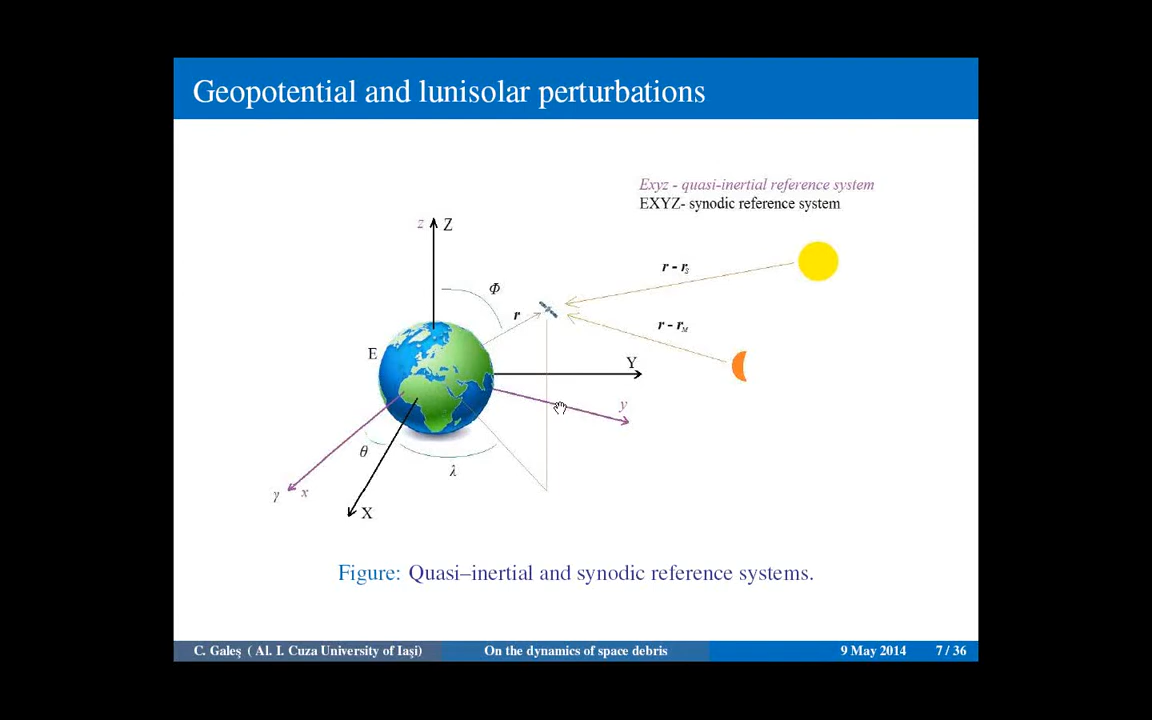 Geopotential and lunisolar perturbations
Exyz - quasi-inertial reference system
EXYZ- synodic reference system
z Z
Φ
r - r_S
r
r - r_M
E
Y
y
θ
λ
γ x
X
Figure: Quasi–inertial and synodic reference systems.
C. Galeş ( Al. I. Cuza University of Iaşi) On the dynamics of space debris 9 May 2014 7 / 36